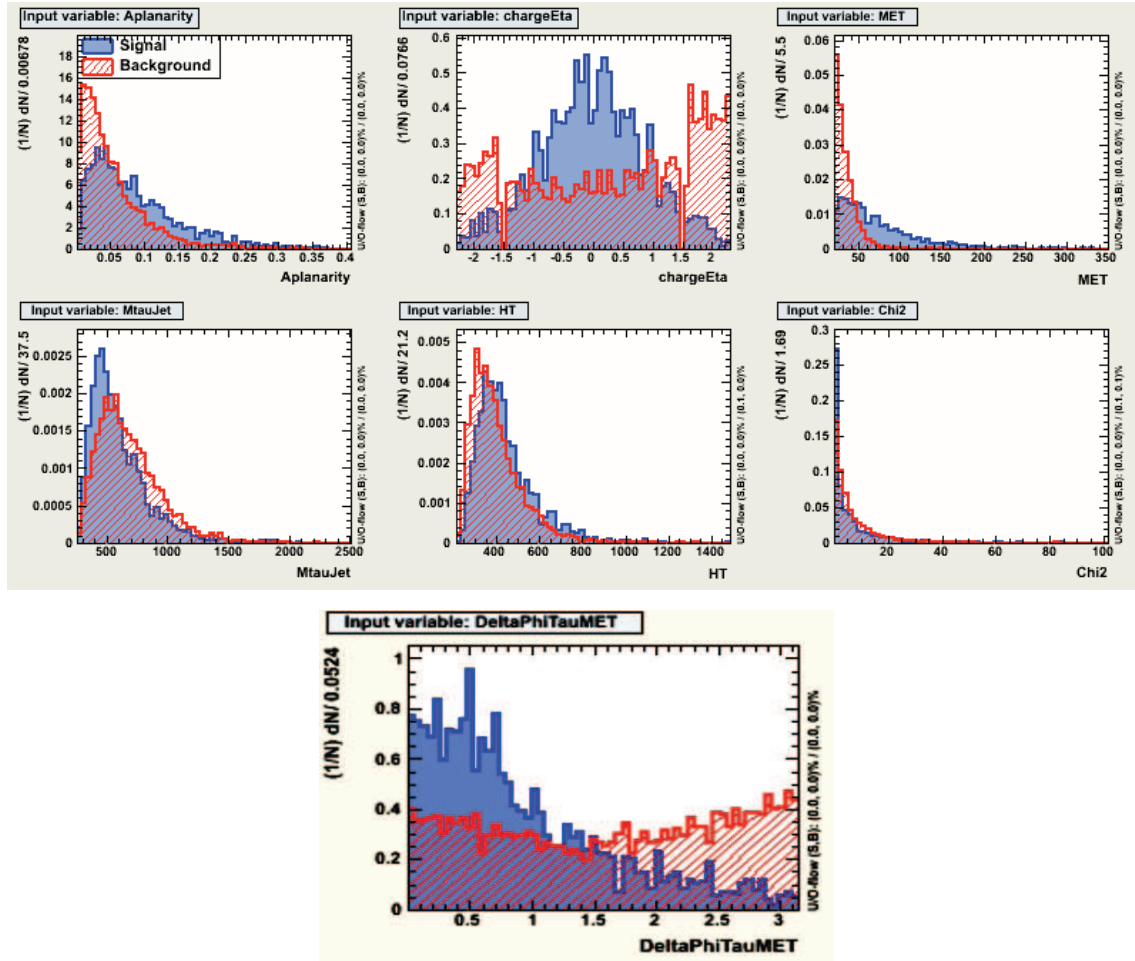 Input variable: Aplanarity
(1/N) dN/ 0.00678
18
16
14
12
10
8
6
4
2
0
Signal
Background
0.05 0.1 0.15 0.2 0.25 0.3 0.35 0.4
Aplanarity
U/O-flow (S,B): (0.0, 0.0)% / (0.0, 0.0)%
Input variable: chargeEta
(1/N) dN/ 0.0766
0.6
0.5
0.4
0.3
0.2
0.1
0
-2 -1.5 -1 -0.5 0 0.5 1 1.5 2
chargeEta
U/O-flow (S,B): (0.0, 0.0)% / (0.0, 0.0)%
Input variable: MET
(1/N) dN/ 5.5
0.06
0.05
0.04
0.03
0.02
0.01
0
50 100 150 200 250 300 350
MET
U/O-flow (S,B): (0.0, 0.0)% / (0.0, 0.0)%
Input variable: MtauJet
(1/N) dN/ 37.5
0.0025
0.002
0.0015
0.001
0.0005
0
500 1000 1500 2000 2500
MtauJet
U/O-flow (S,B): (0.0, 0.0)% / (0.0, 0.0)%
Input variable: HT
(1/N) dN/ 21.2
0.005
0.004
0.003
0.002
0.001
0
400 600 800 1000 1200 1400
HT
U/O-flow (S,B): (0.0, 0.0)% / (0.1, 0.0)%
Input variable: Chi2
(1/N) dN/ 1.69
0.3
0.25
0.2
0.15
0.1
0.05
0
20 40 60 80 100
Chi2
U/O-flow (S,B): (0.0, 0.0)% / (0.1, 0.1)%
Input variable: DeltaPhiTauMET
(1/N) dN/ 0.0524
1
0.8
0.6
0.4
0.2
0
0.5 1 1.5 2 2.5 3
DeltaPhiTauMET
U/O-flow (S,B): (0.0, 0.0)% / (0.0, 0.0)%